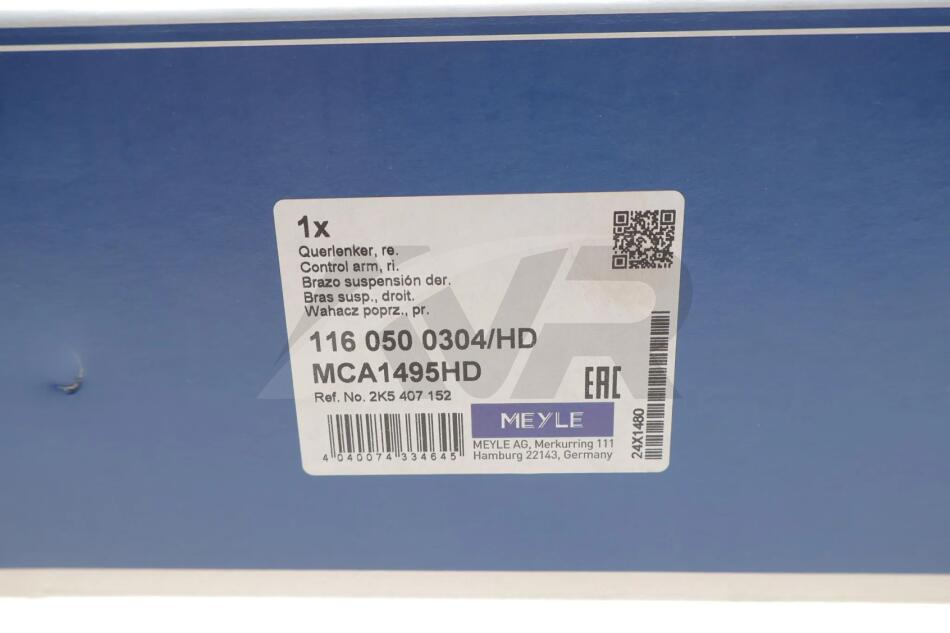 1x
Querlenker, re.
Control arm, ri.
Brazo suspensión der.
Bras susp., droit.
Wahacz poprz., pr.
116 050 0304/HD
MCA1495HD
Ref. No. 2K5 407 152
EAC
MEYLE
MEYLE AG, Merkurring 111
Hamburg 22143, Germany
4 040074 334645
24X1480
AVR